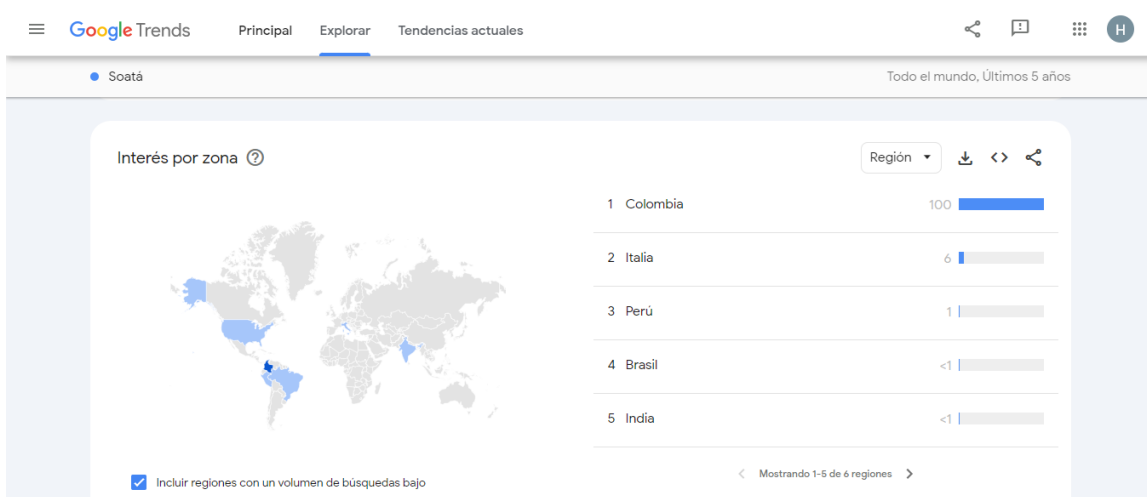 Google Trends Principal Explorar Tendencias actuales H
Soatá Todo el mundo, Últimos 5 años
Interés por zona Región
1 Colombia 100
2 Italia 6
3 Perú 1
4 Brasil <1
5 India <1
Incluir regiones con un volumen de búsquedas bajo Mostrando 1-5 de 6 regiones